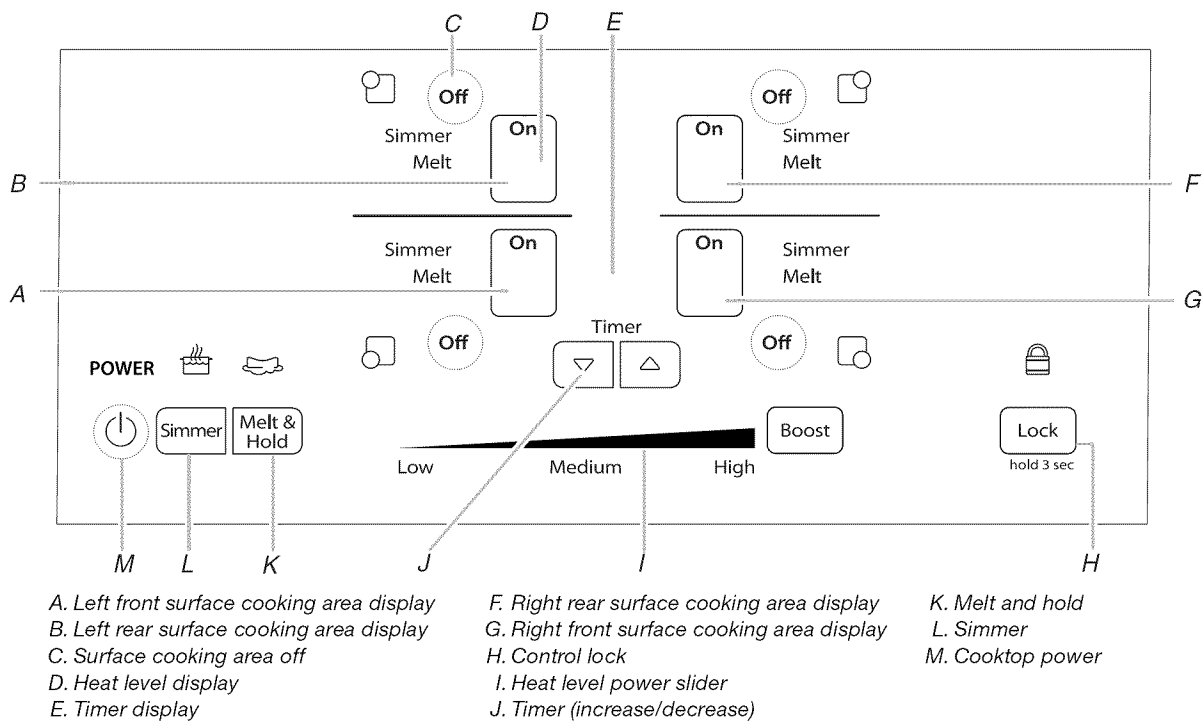 C D E
Off Off
On On
Simmer Simmer
Melt Melt
B F
On On
Simmer Simmer
Melt Melt
A G
Timer
Off Off
POWER
Simmer Melt & Hold Boost Lock
Low Medium High hold 3 sec
M L K J I H
A. Left front surface cooking area display
B. Left rear surface cooking area display
C. Surface cooking area off
D. Heat level display
E. Timer display
F. Right rear surface cooking area display
G. Right front surface cooking area display
H. Control lock
I. Heat level power slider
J. Timer (increase/decrease)
K. Melt and hold
L. Simmer
M. Cooktop power